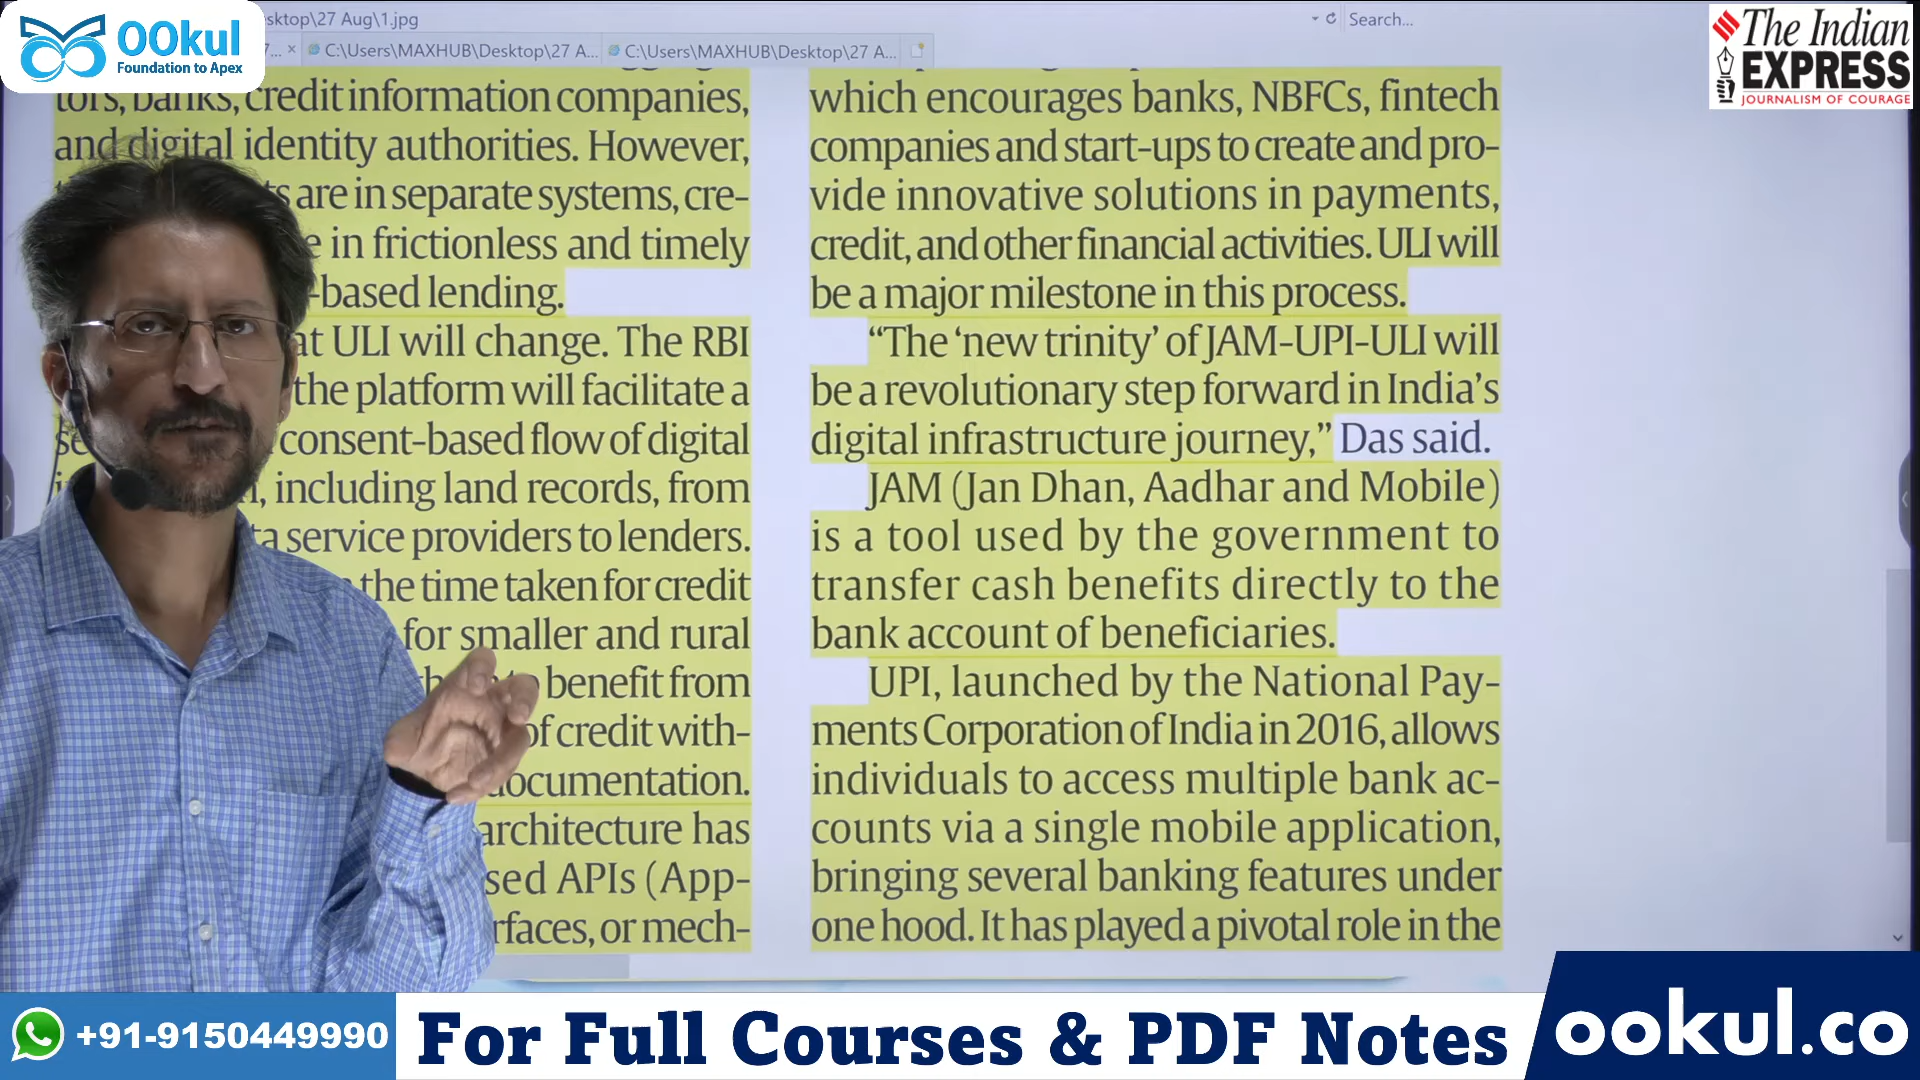 OOkul
Foundation to Apex
sktop\27 Aug\1.jpg
Search...
The Indian
EXPRESS
JOURNALISM OF COURAGE
7...
C:\Users\MAXHUB\Desktop\27 A...
C:\Users\MAXHUB\Desktop\27 A...
tors, banks, credit information companies,
and digital identity authorities. However,
are in separate systems, cre-
in frictionless and timely
-based lending.
at ULI will change. The RBI
the platform will facilitate a
consent-based flow of digital
including land records, from
service providers to lenders.
the time taken for credit
for smaller and rural
benefit from
of credit with-
ocumentation.
architecture has
sed APIs (App-
rfaces, or mech-
which encourages banks, NBFCs, fintech
companies and start-ups to create and pro-
vide innovative solutions in payments,
credit, and other financial activities. ULI will
be a major milestone in this process.
“The ‘new trinity’ of JAM-UPI-ULI will
be a revolutionary step forward in India’s
digital infrastructure journey,” Das said.
JAM (Jan Dhan, Aadhar and Mobile)
is a tool used by the government to
transfer cash benefits directly to the
bank account of beneficiaries.
UPI, launched by the National Pay-
ments Corporation of India in 2016, allows
individuals to access multiple bank ac-
counts via a single mobile application,
bringing several banking features under
one hood. It has played a pivotal role in the
+91-9150449990
For Full Courses & PDF Notes
ookul.co